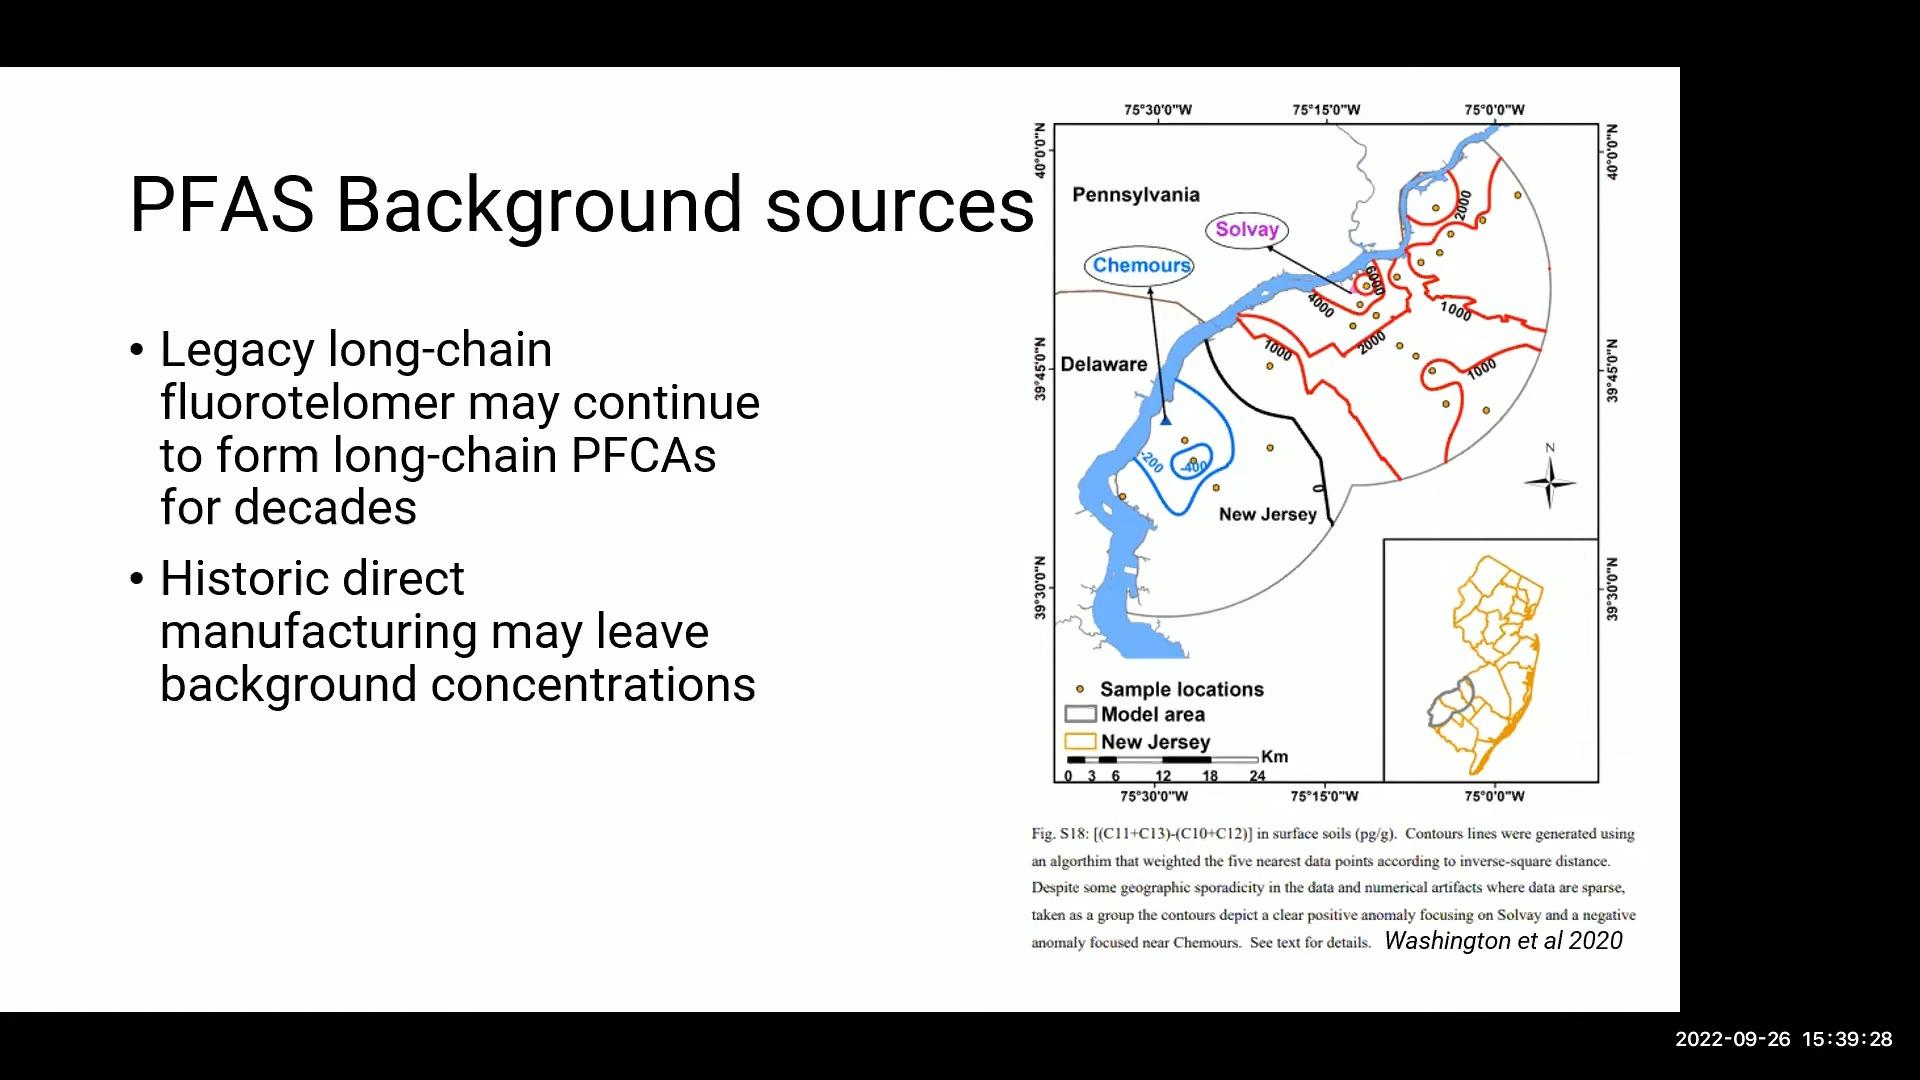 PFAS Background sources
• Legacy long-chain
fluorotelomer may continue
to form long-chain PFCAs
for decades
• Historic direct
manufacturing may leave
background concentrations
75°30'0"W 75°15'0"W 75°0'0"W
40°0'0"N
40°0'0"N
Pennsylvania
Solvay
Chemours
2000
6000
4000
1000
1000
2000
1000
Delaware
39°45'0"N
39°45'0"N
-200
-400
0
N
New Jersey
39°30'0"N
39°30'0"N
Sample locations
Model area
New Jersey
Km
0 3 6 12 18 24
75°30'0"W 75°15'0"W 75°0'0"W
Fig. S18: [(C11+C13)-(C10+C12)] in surface soils (pg/g). Contours lines were generated using
an algorthim that weighted the five nearest data points according to inverse-square distance.
Despite some geographic sporadicity in the data and numerical artifacts where data are sparse,
taken as a group the contours depict a clear positive anomaly focusing on Solvay and a negative
anomaly focused near Chemours. See text for details. Washington et al 2020
2022-09-26 15:39:28